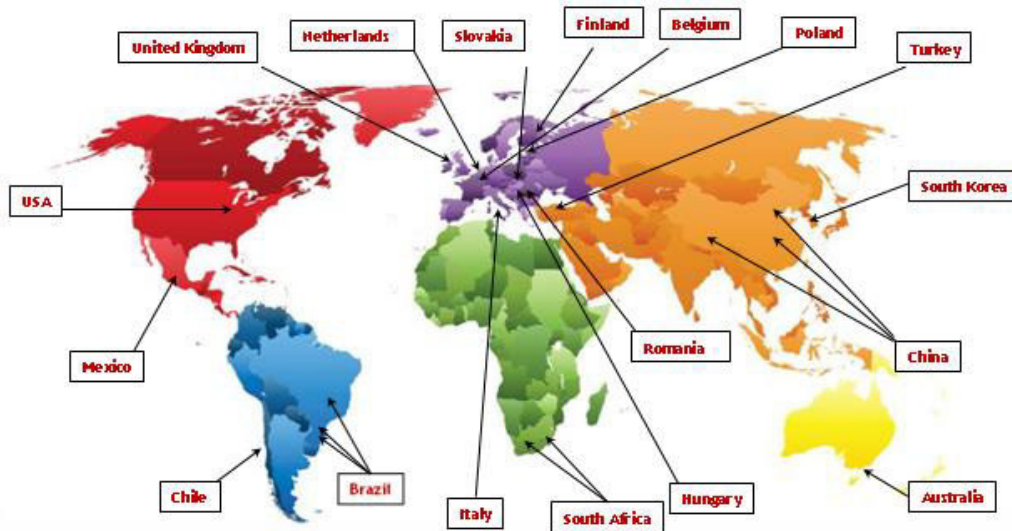 Finland
Belgium
United Kingdom
Netherlands
Slovakia
Poland
Turkey
USA
South Korea
Mexico
Romania
China
Chile
Brazil
Italy
South Africa
Hungary
Australia